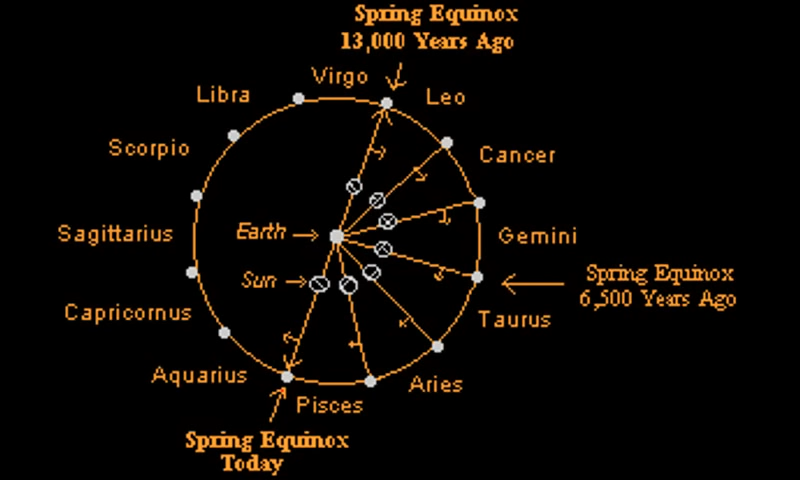 Spring Equinox
13,000 Years Ago
Virgo
Leo
Libra
Cancer
Scorpio
Earth
Sagittarius
Gemini
Sun
Spring Equinox
6,500 Years Ago
Capricornus
Taurus
Aquarius
Aries
Pisces
Spring Equinox
Today